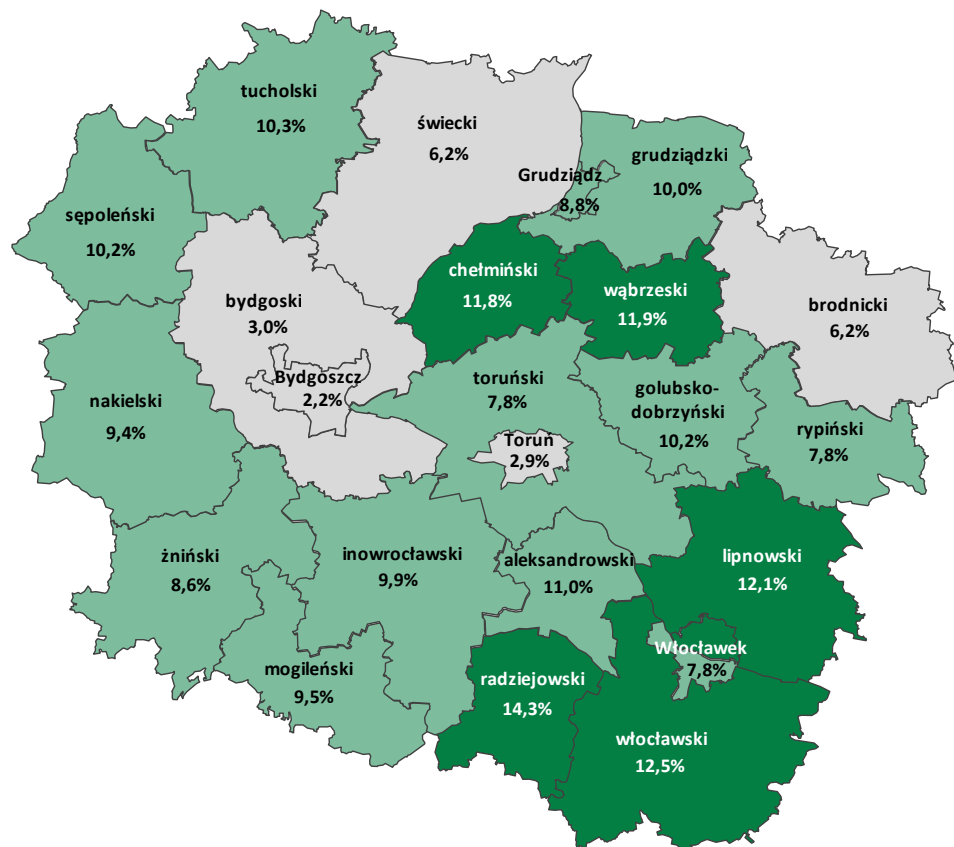 tucholski
10,3%
świecki
6,2%
grudziądzki
10,0%
Grudziądz
8,8%
sępoleński
10,2%
chełmiński
11,8%
wąbrzeski
11,9%
bydgoski
3,0%
brodnicki
6,2%
Bydgoszcz
2,2%
toruński
7,8%
golubsko-
dobrzyński
10,2%
nakielski
9,4%
rypiński
7,8%
Toruń
2,9%
żniński
8,6%
inowrocławski
9,9%
aleksandrowski
11,0%
lipnowski
12,1%
Włocławek
7,8%
mogileński
9,5%
radziejowski
14,3%
włocławski
12,5%